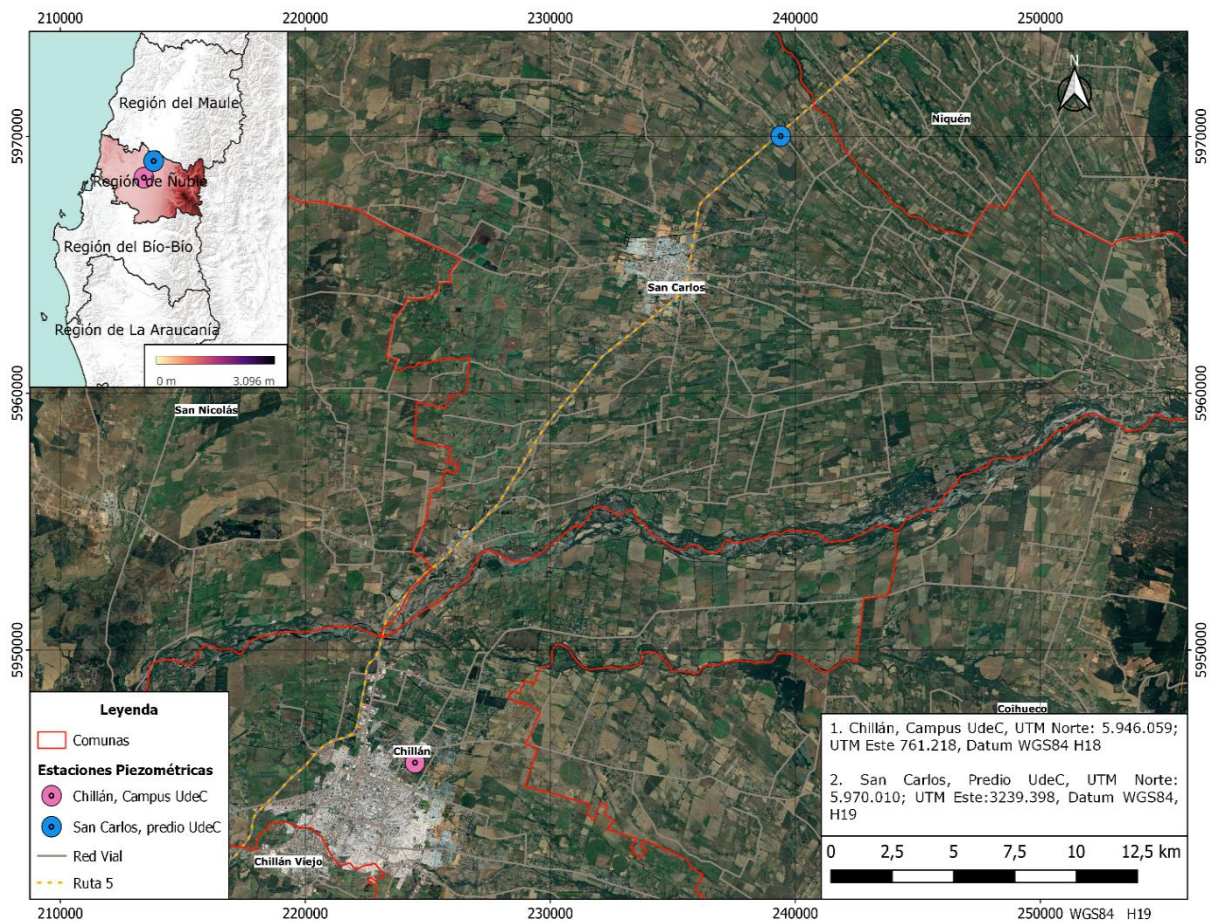 210000
220000
230000
240000
250000
Región del Maule
Región de Ñuble
Región del Bío-Bío
Región de La Araucanía
0 m
3.096 m
N
Niquén
5970000
5970000
San Carlos
5960000
5960000
San Nicolás
5950000
5950000
Leyenda
Comunas
Estaciones Piezométricas
Chillán, Campus UdeC
San Carlos, predio UdeC
Red Vial
Ruta 5
Chillán
Chillán Viejo
Coihueco
1. Chillán, Campus UdeC, UTM Norte: 5.946.059;
UTM Este 761.218, Datum WGS84 H18
2. San Carlos, Predio UdeC, UTM Norte:
5.970.010; UTM Este:3239.398, Datum WGS84,
H19
0 2,5 5 7,5 10 12,5 km
210000
220000
230000
240000
250000
WGS84 H19